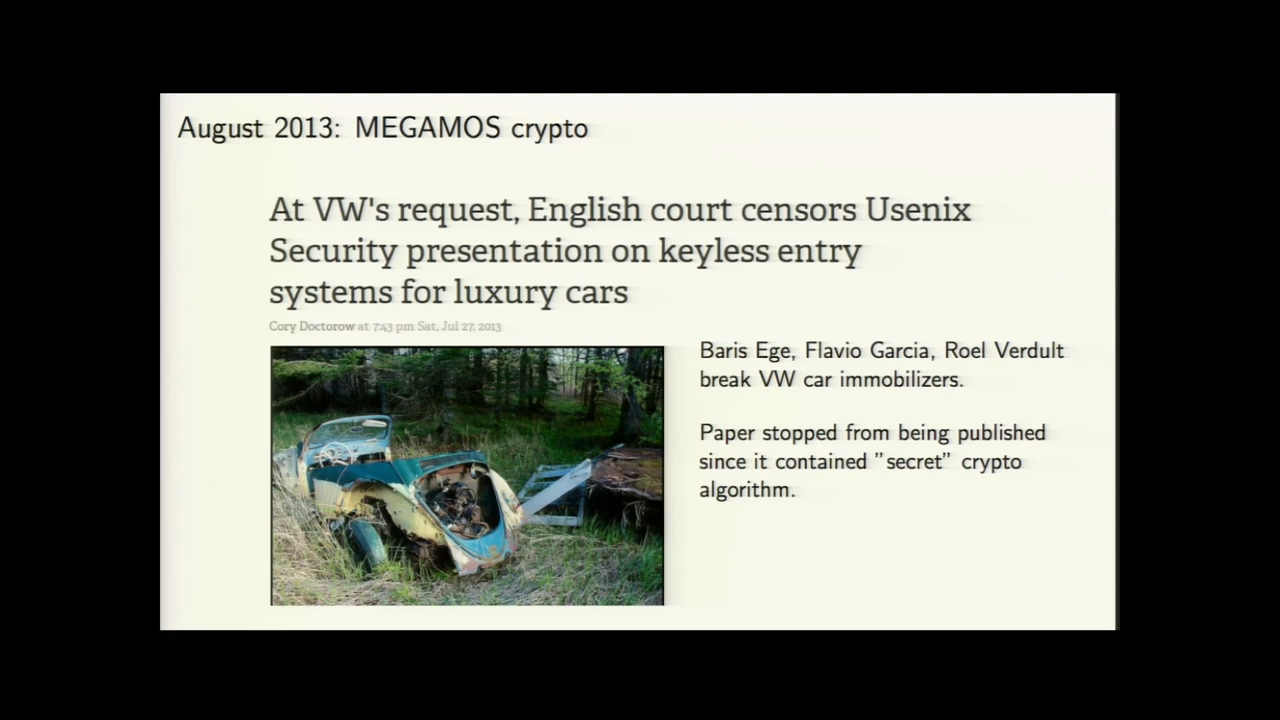 August 2013: MEGAMOS crypto
At VW's request, English court censors Usenix
Security presentation on keyless entry
systems for luxury cars
Cory Doctorow at 7:43 pm Sat, Jul 27, 2013
Baris Ege, Flavio Garcia, Roel Verdult
break VW car immobilizers.
Paper stopped from being published
since it contained "secret" crypto
algorithm.